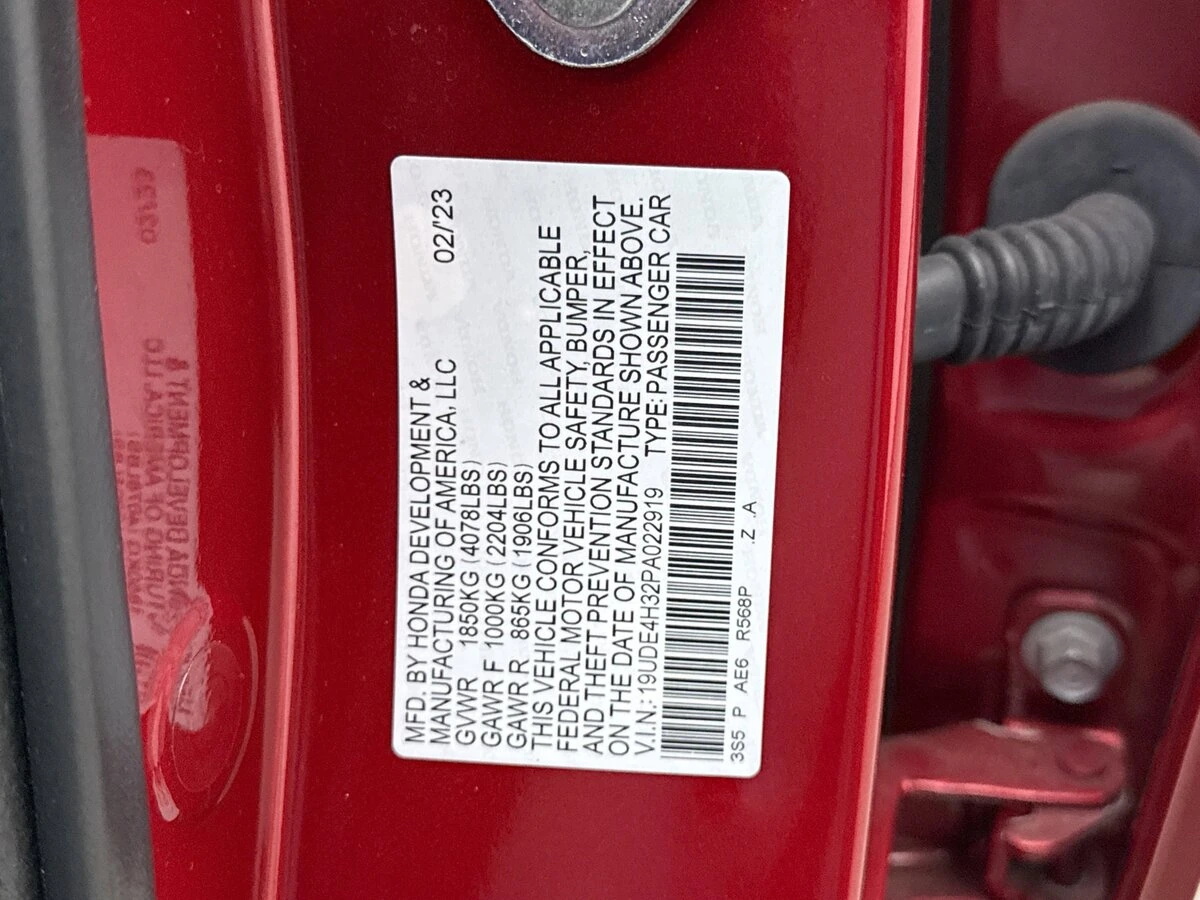 MFD. BY HONDA DEVELOPMENT & 02/'23
MANUFACTURING OF AMERICA, LLC
GVWR 1850KG (4078LBS)
GAWR F 1000KG (2204LBS)
GAWR R 865KG (1906LBS)
THIS VEHICLE CONFORMS TO ALL APPLICABLE
FEDERAL MOTOR VEHICLE SAFETY, BUMPER,
AND THEFT PREVENTION STANDARDS IN EFFECT
ON THE DATE OF MANUFACTURE SHOWN ABOVE.
V.I.N.: 19UDE4H32PA022919 TYPE: PASSENGER CAR
3S5 P AE6 R568P .Z .A